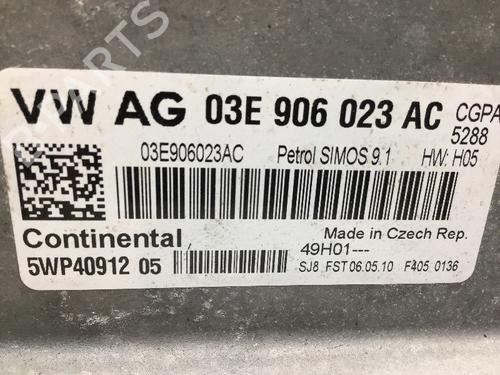 VW AG 03E 906 023 AC CGPA
5288
03E906023AC Petrol SIMOS 9.1 HW: H05
Continental Made in Czech Rep.
49H01---
5WP40912 05 SJ8 FST 06.05.10 F405 0136
PARTS